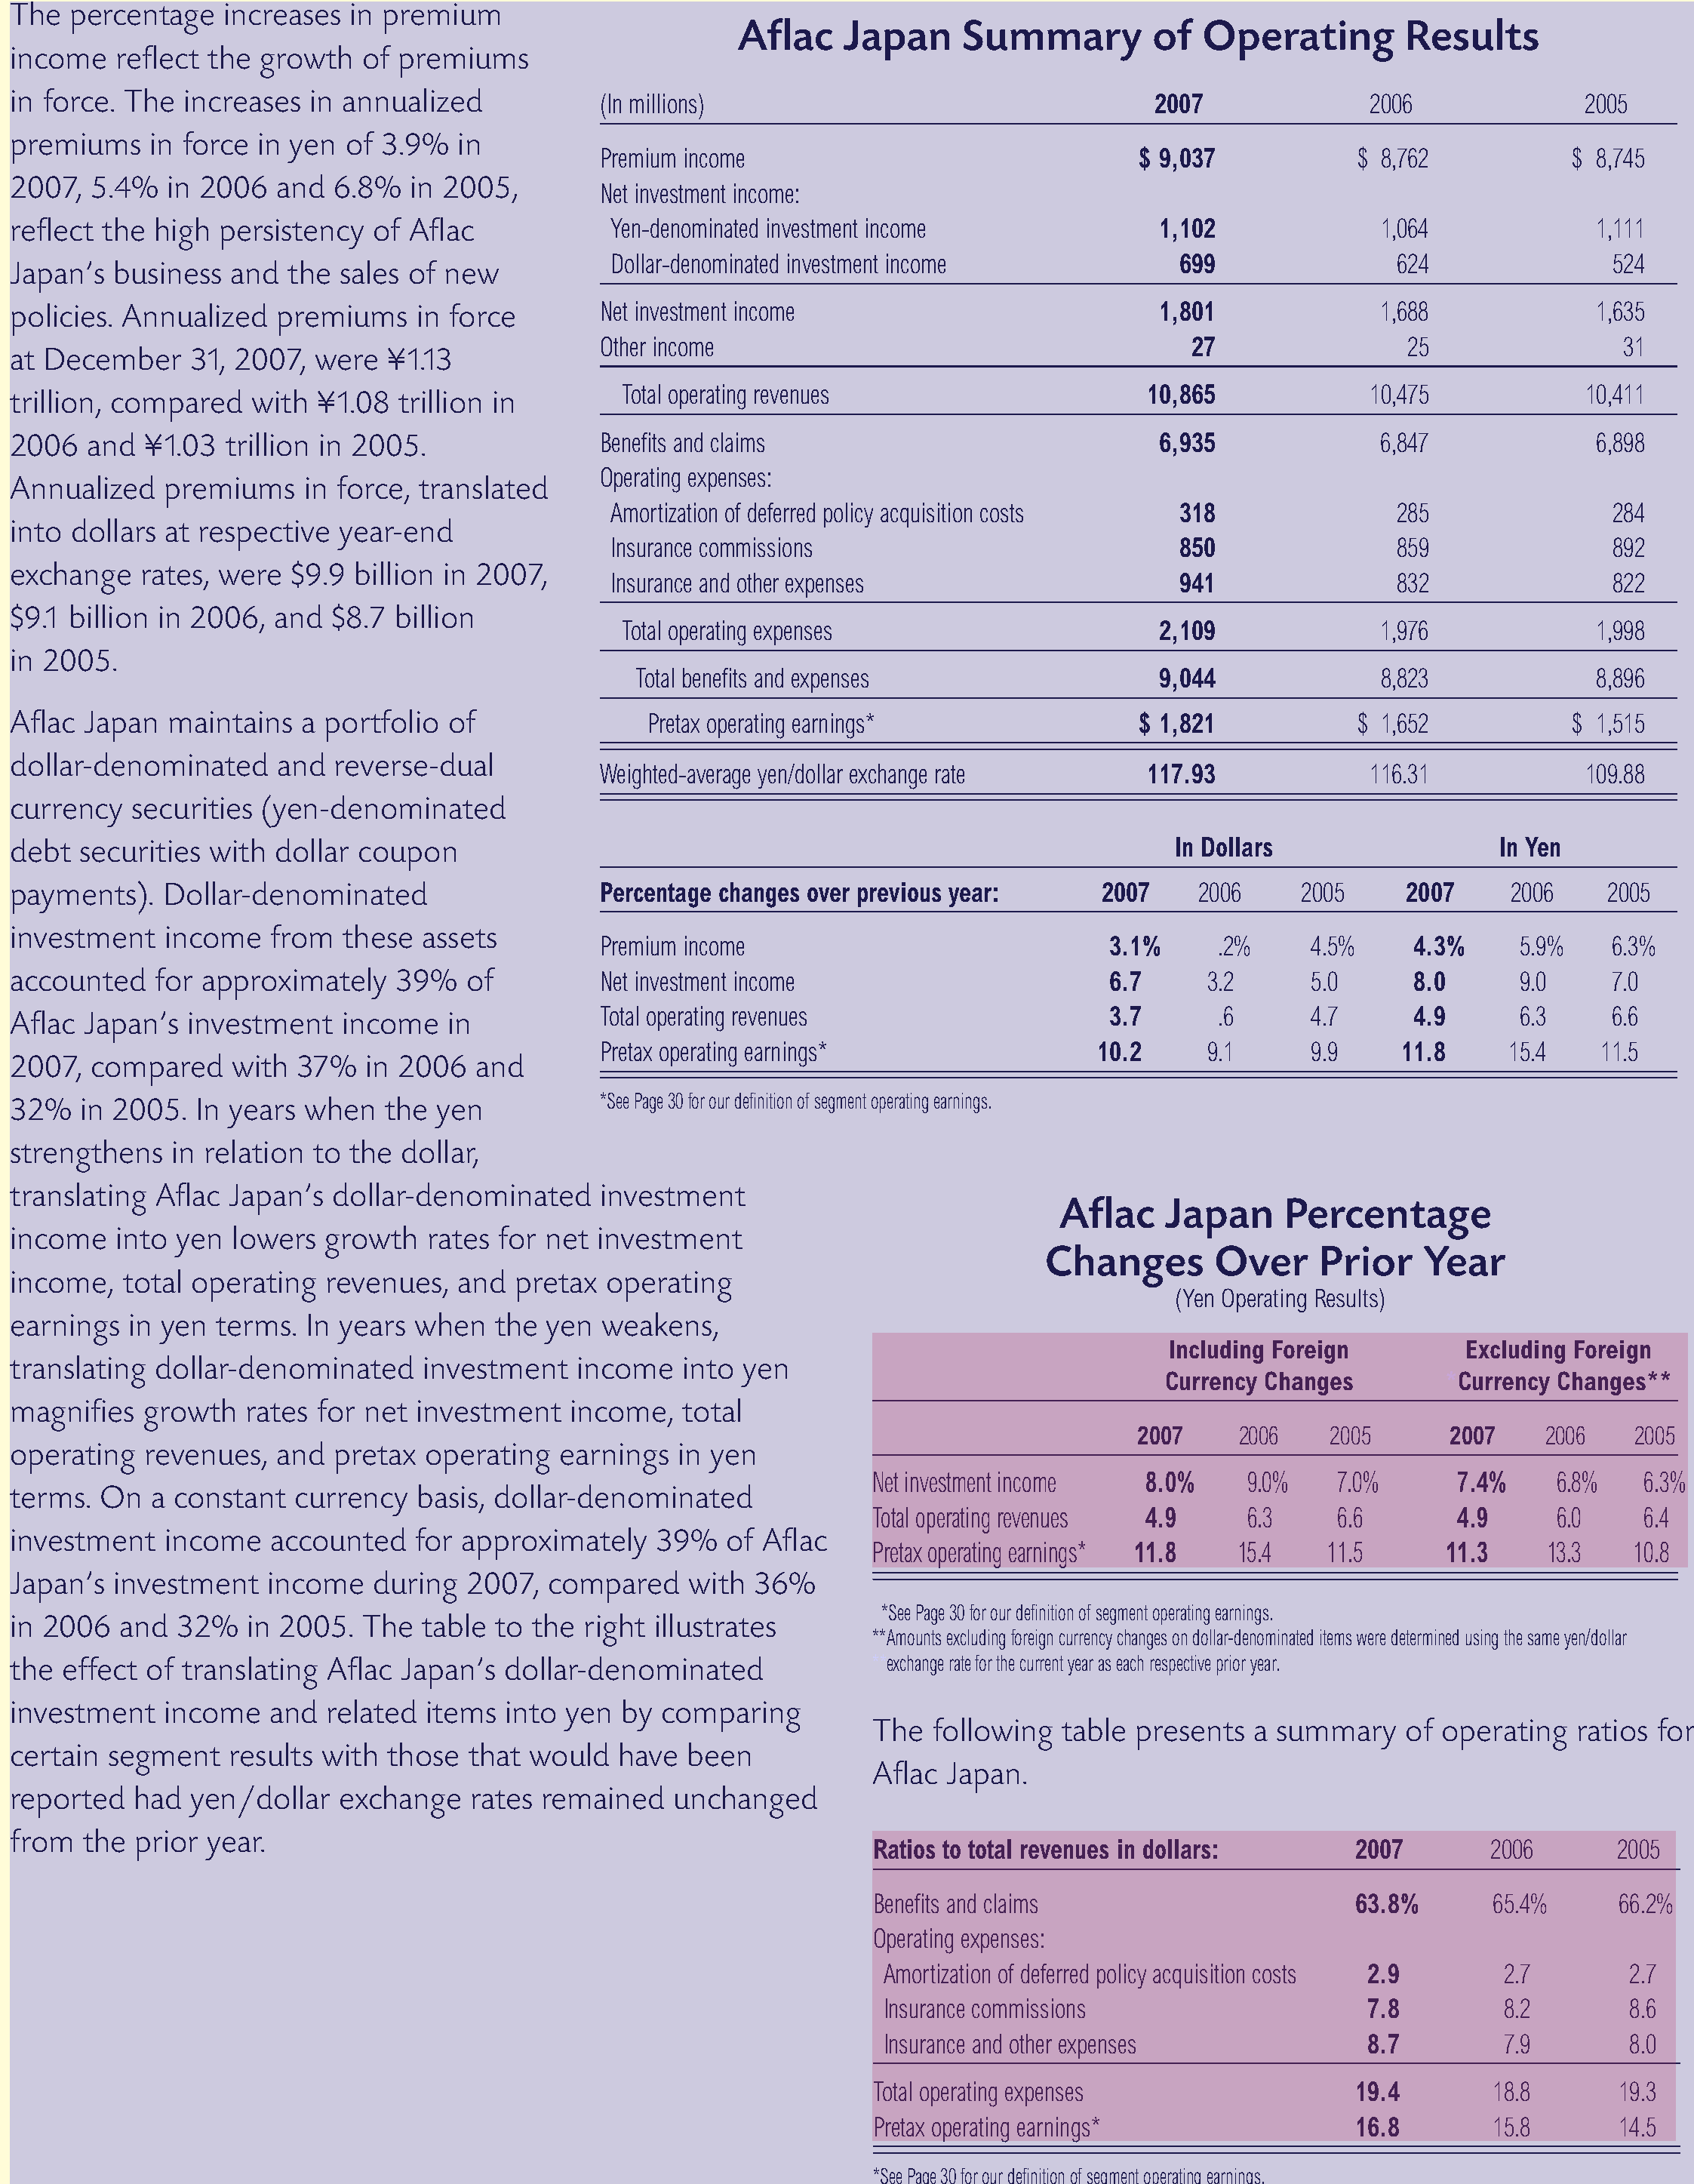 The percentage increases in premium
income reflect the growth of premiums
in force. The increases in annualized
premiums in force in yen of 3.9% in
2007, 5.4% in 2006 and 6.8% in 2005,
reflect the high persistency of Aflac
Japan's business and the sales of new
policies. Annualized premiums in force
at December 31, 2007, were ¥1.13
trillion, compared with ¥1.08 trillion in
2006 and ¥1.03 trillion in 2005.
Annualized premiums in force, translated
into dollars at respective year-end
exchange rates, were $9.9 billion in 2007,
$9.1 billion in 2006, and $8.7 billion
in 2005.
Aflac Japan maintains a portfolio of
dollar-denominated and reverse-dual
currency securities (yen-denominated
debt securities with dollar coupon
payments). Dollar-denominated
investment income from these assets
accounted for approximately 39% of
Aflac Japan's investment income in
2007, compared with 37% in 2006 and
32% in 2005. In years when the yen
strengthens in relation to the dollar,
translating Aflac Japan's dollar-denominated investment
income into yen lowers growth rates for net investment
income, total operating revenues, and pretax operating
earnings in yen terms. In years when the yen weakens,
translating dollar-denominated investment income into yen
magnifies growth rates for net investment income, total
operating revenues, and pretax operating earnings in yen
terms. On a constant currency basis, dollar-denominated
investment income accounted for approximately 39% of Aflac
Japan's investment income during 2007, compared with 36%
in 2006 and 32% in 2005. The table to the right illustrates
the effect of translating Aflac Japan's dollar-denominated
investment income and related items into yen by comparing
certain segment results with those that would have been
reported had yen/dollar exchange rates remained unchanged
from the prior year.
Aflac Japan Summary of Operating Results
(In millions) 2007 2006 2005
Premium income $ 9,037 $ 8,762 $ 8,745
Net investment income:
Yen-denominated investment income 1,102 1,064 1,111
Dollar-denominated investment income 699 624 524
Net investment income 1,801 1,688 1,635
Other income 27 25 31
Total operating revenues 10,865 10,475 10,411
Benefits and claims 6,935 6,847 6,898
Operating expenses:
Amortization of deferred policy acquisition costs 318 285 284
Insurance commissions 850 859 892
Insurance and other expenses 941 832 822
Total operating expenses 2,109 1,976 1,998
Total benefits and expenses 9,044 8,823 8,896
Pretax operating earnings* $ 1,821 $ 1,652 $ 1,515
Weighted-average yen/dollar exchange rate 117.93 116.31 109.88
In Dollars In Yen
Percentage changes over previous year: 2007 2006 2005 2007 2006 2005
Premium income 3.1% .2% 4.5% 4.3% 5.9% 6.3%
Net investment income 6.7 3.2 5.0 8.0 9.0 7.0
Total operating revenues 3.7 .6 4.7 4.9 6.3 6.6
Pretax operating earnings* 10.2 9.1 9.9 11.8 15.4 11.5
*See Page 30 for our definition of segment operating earnings.
Aflac Japan Percentage
Changes Over Prior Year
(Yen Operating Results)
Including Foreign Excluding Foreign
Currency Changes Currency Changes**
2007 2006 2005 2007 2006 2005
Net investment income 8.0% 9.0% 7.0% 7.4% 6.8% 6.3%
Total operating revenues 4.9 6.3 6.6 4.9 6.0 6.4
Pretax operating earnings* 11.8 15.4 11.5 11.3 13.3 10.8
*See Page 30 for our definition of segment operating earnings.
**Amounts excluding foreign currency changes on dollar-denominated items were determined using the same yen/dollar
exchange rate for the current year as each respective prior year.
The following table presents a summary of operating ratios for
Aflac Japan.
Ratios to total revenues in dollars: 2007 2006 2005
Benefits and claims 63.8% 65.4% 66.2%
Operating expenses:
Amortization of deferred policy acquisition costs 2.9 2.7 2.7
Insurance commissions 7.8 8.2 8.6
Insurance and other expenses 8.7 7.9 8.0
Total operating expenses 19.4 18.8 19.3
Pretax operating earnings* 16.8 15.8 14.5
*See Page 30 for our definition of segment operating earnings.